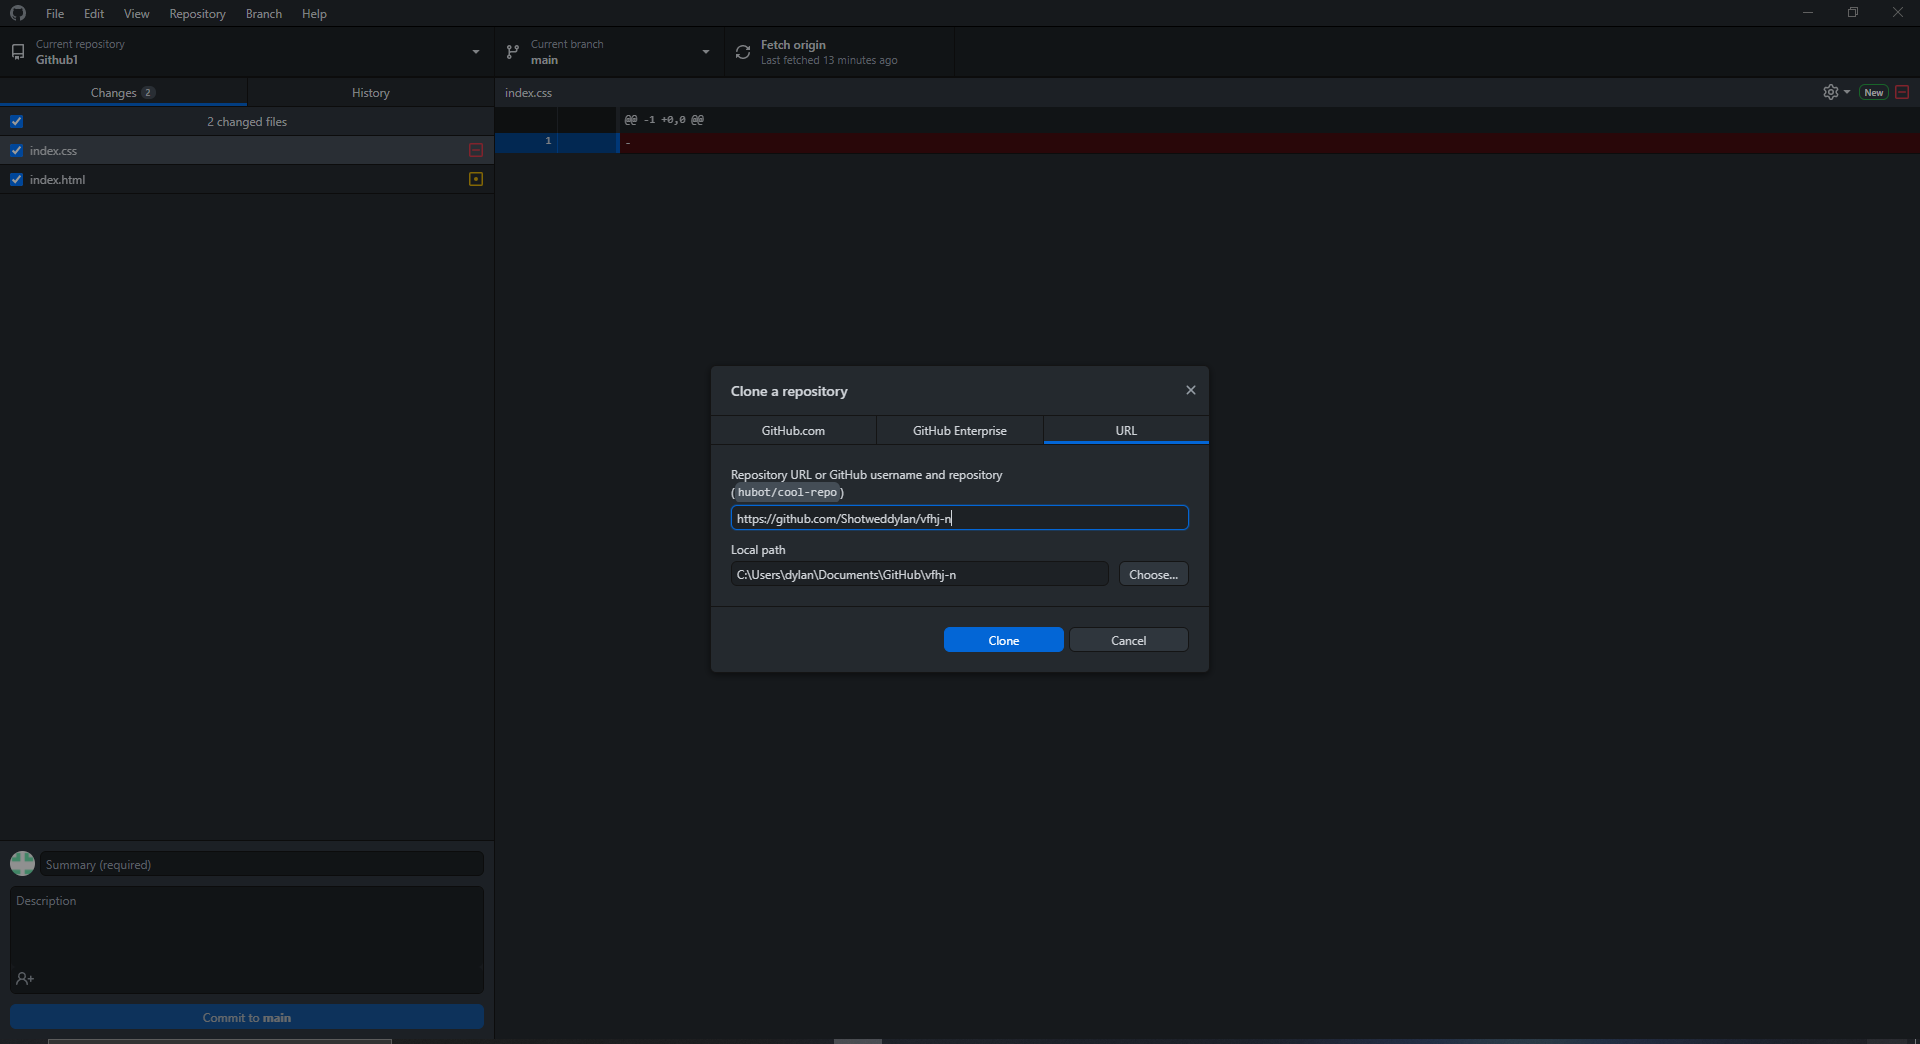 File Edit View Repository Branch Help
Current repository
Github1
Current branch
main
Fetch origin
Last fetched 13 minutes ago
Changes 2
History
index.css
New
2 changed files
index.css
index.html
@@ -1 +0,0 @@
1 -
Clone a repository
GitHub.com
GitHub Enterprise
URL
Repository URL or GitHub username and repository
(hubot/cool-repo)
https://github.com/Shotweddylan/vfhj-n
Local path
C:\Users\dylan\Documents\GitHub\vfhj-n
Choose...
Clone
Cancel
Summary (required)
Description
Commit to main